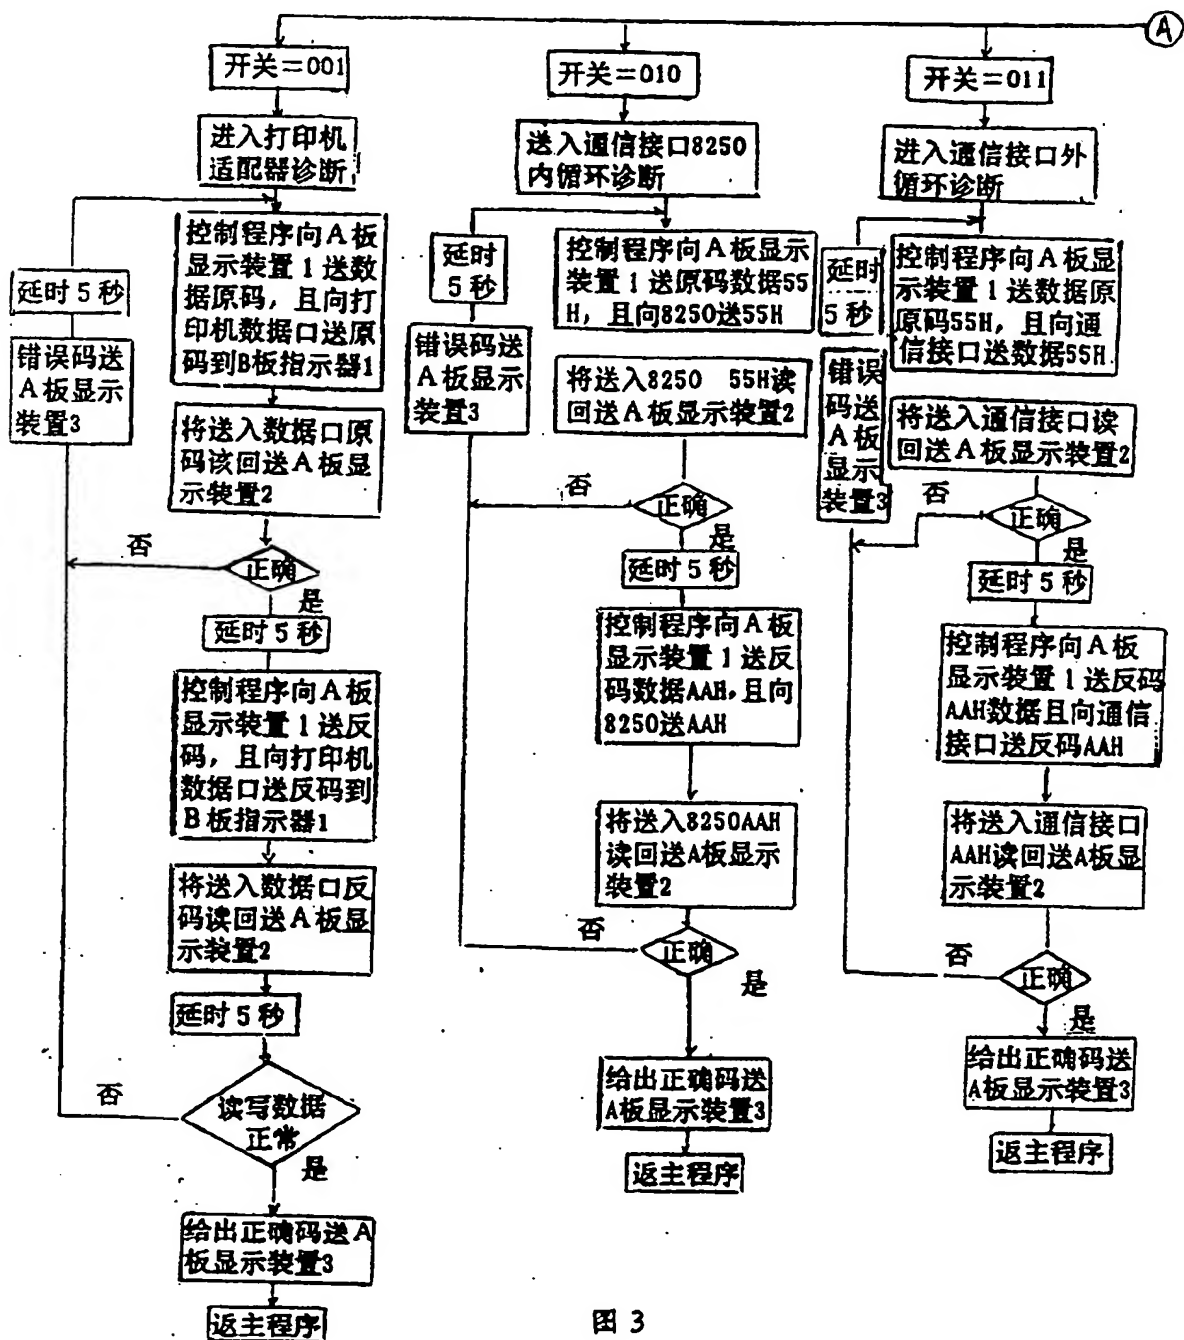 A
开关=001
进入打印机
适配器诊断
控制程序向A板
显示装置1送数
据原码，且向打
印机数据口送原
码到B板指示器1
延时5秒
错误码送
A板显示
装置3
将送入数据口原
码该回送A板显
示装置2
否
正确
是
延时5秒
控制程序向A板
显示装置1送反
码，且向打印机
数据口送反码到
B板指示器1
将送入数据口反
码读回送A板显
示装置2
延时5秒
否
读写数据
正常
是
给出正确码送A
板显示装置3
返主程序
开关=010
送入通信接口8250
内循环诊断
延时
5秒
控制程序向A板显示
装置1送原码数据55
H，且向8250送55H
错误码送
A板显示
装置3
将送入8250 55H读
回送A板显示装置2
否
正确
是
延时5秒
控制程序向A板
显示装置1送反
码数据AAH，且向
8250送AAH
将送入8250AAH
读回送A板显示
装置2
否
正确
是
给出正确码送
A板显示装置3
返主程序
开关=011
进入通信接口外
循环诊断
延时
5秒
控制程序向A板显
示装置1送数据原
原码55H，且向通
信接口送数据55H
错误
码送
A板
显示
装置3
将送入通信接口读
回送A板显示装置2
否
正确
是
延时5秒
控制程序向A板
显示装置1送反码
AAH数据且向通信
接口送反码AAH
将送入通信接口
AAH读回送A板显
示装置2
否
正确
是
给出正确码送
A板显示装置3
返主程序
图3